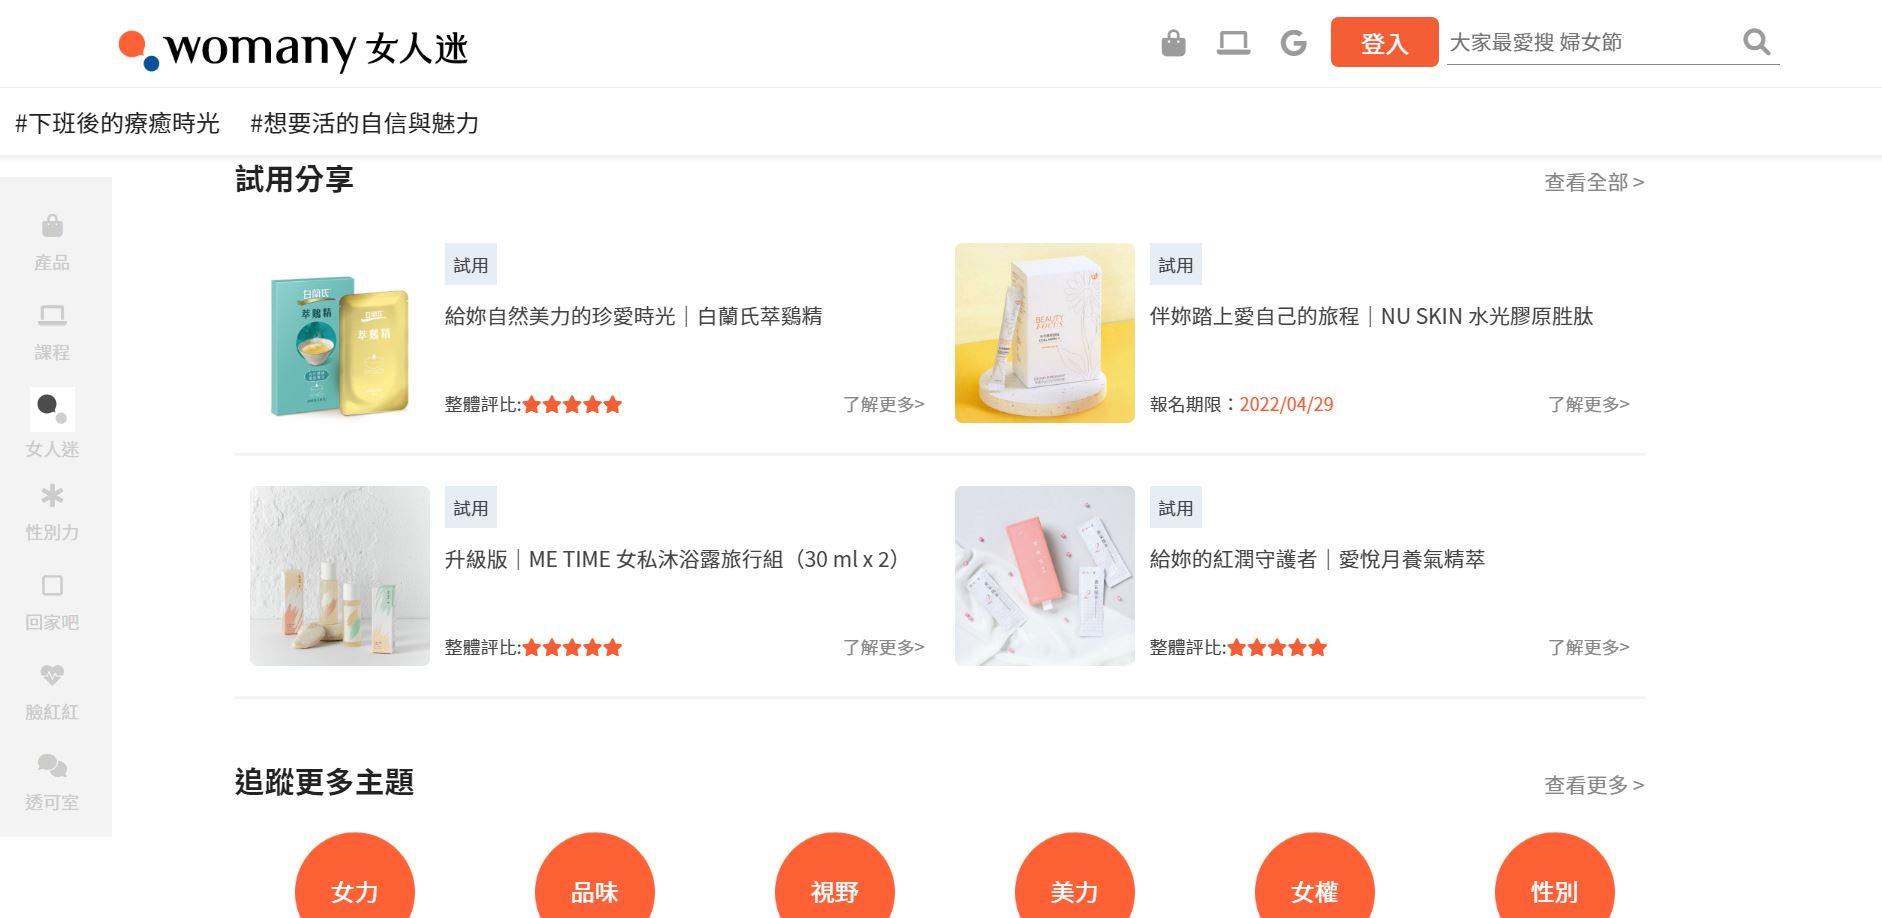 womany 女人迷
登入
大家最愛搜 婦女節
#下班後的療癒時光
#想要活的自信與魅力
產品
課程
女人迷
性別力
回家吧
臉紅紅
透可室
試用分享
查看全部 >
白蘭氏
萃鷄精
萃鷄精
試用
給妳自然美力的珍愛時光｜白蘭氏萃鷄精
整體評比:
了解更多>
BEAUTY
FOCUS
試用
伴妳踏上愛自己的旅程｜NU SKIN 水光膠原胜肽
報名期限：2022/04/29
了解更多>
試用
升級版｜ME TIME 女私沐浴露旅行組（30 ml x 2）
整體評比:
了解更多>
試用
給妳的紅潤守護者｜愛悅月養氣精萃
整體評比:
了解更多>
追蹤更多主題
查看更多 >
女力
品味
視野
美力
女權
性別